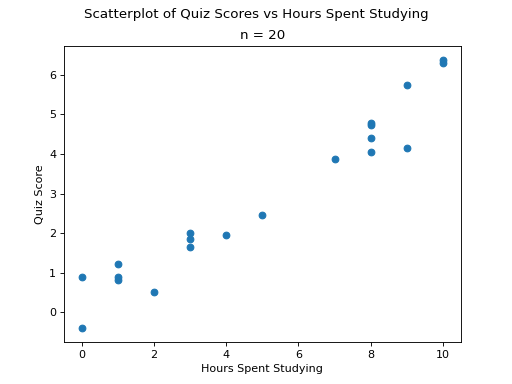 Scatterplot of Quiz Scores vs Hours Spent Studying
n = 20
6
5
4
3
2
1
0
Quiz Score
0 2 4 6 8 10
Hours Spent Studying